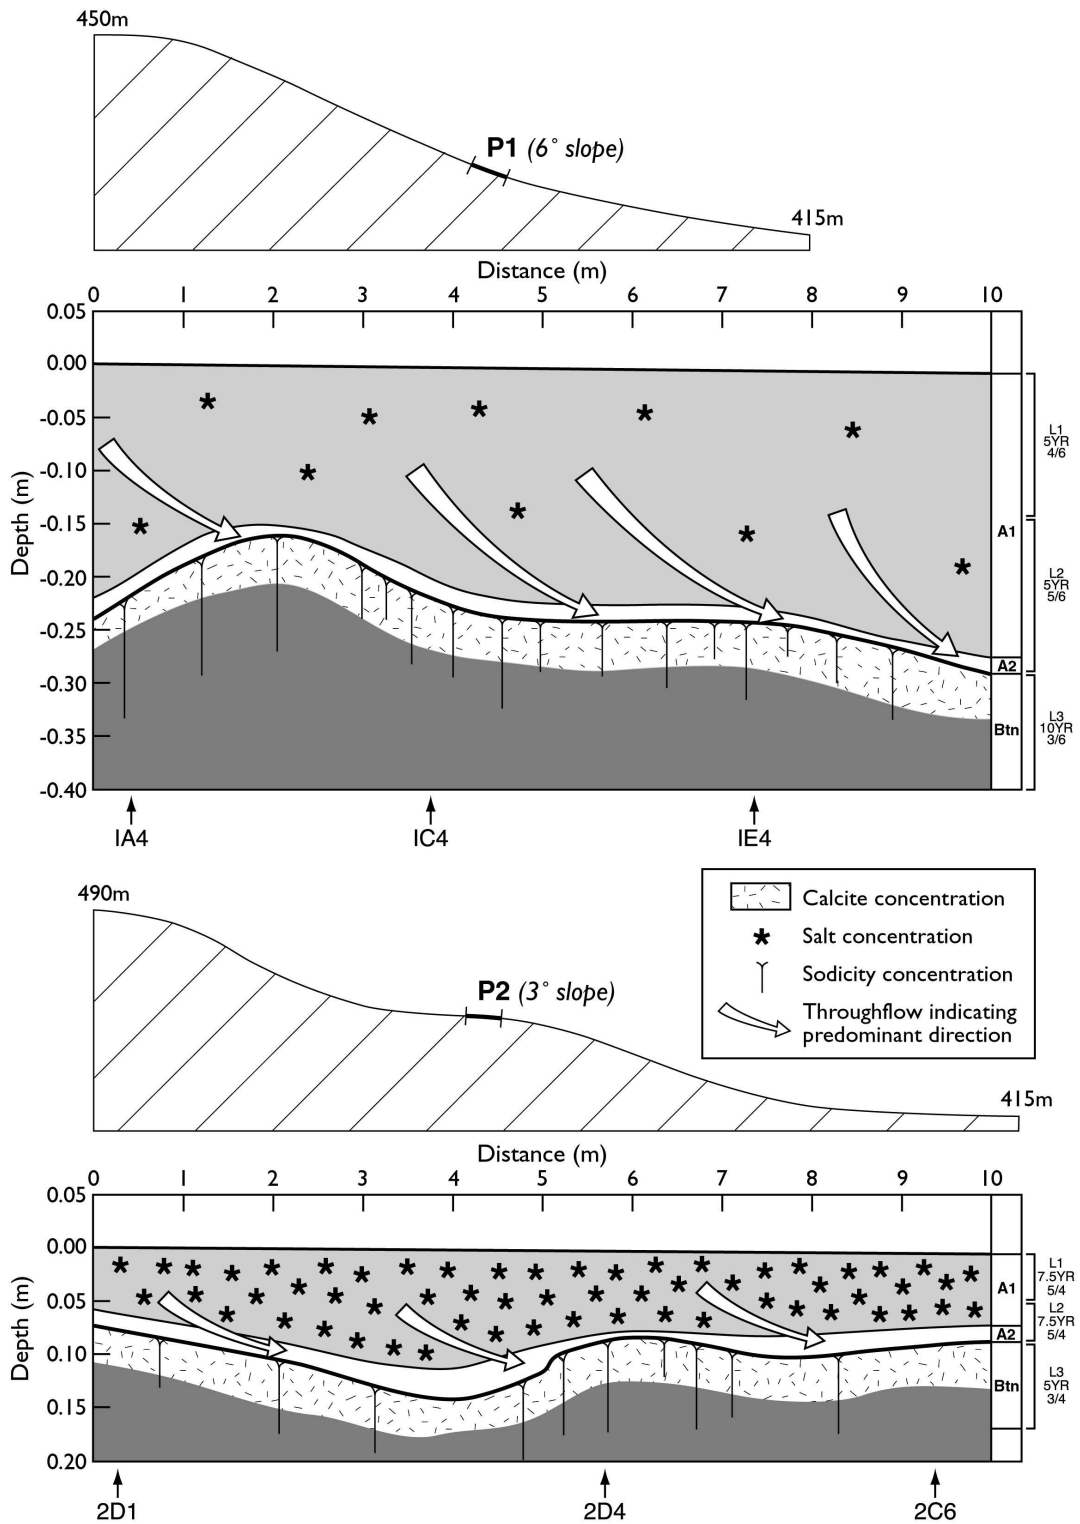 450m
P1 (6° slope)
415m
Distance (m)
0 1 2 3 4 5 6 7 8 9 10
0.05
0.00
-0.05
-0.10
-0.15
-0.20
-0.25
-0.30
-0.35
-0.40
Depth (m)
L1
5YR
4/6
A1
L2
5YR
5/6
A2
L3
10YR
3/6
Btn
IA4 IC4 IE4
490m
P2 (3° slope)
415m
Calcite concentration
Salt concentration
Sodicity concentration
Throughflow indicating
predominant direction
Distance (m)
0 1 2 3 4 5 6 7 8 9 10
0.05
0.00
0.05
0.10
0.15
0.20
Depth (m)
L1
7.5YR
5/4
A1
L2
7.5YR
5/4
A2
L3
5YR
3/4
Btn
2D1 2D4 2C6